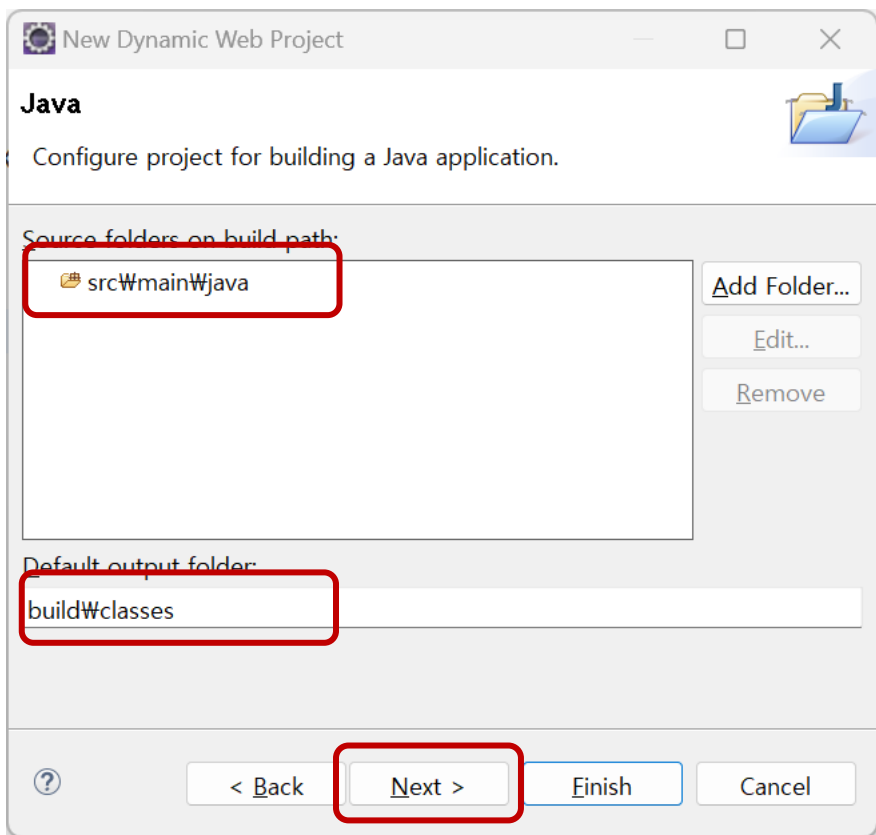 New Dynamic Web Project
Java
Configure project for building a Java application.
Source folders on build path:
src₩main₩java
Add Folder...
Edit...
Remove
Default output folder:
build₩classes
< Back
Next >
Finish
Cancel